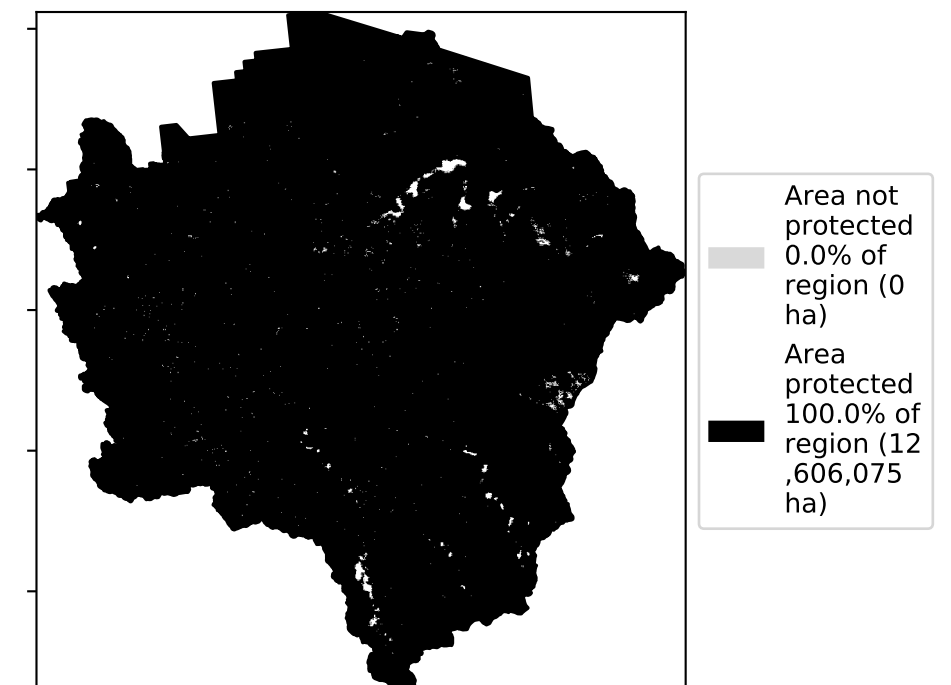 Area not
protected
0.0% of
region (0
ha)
Area
protected
100.0% of
region (12
,606,075
ha)